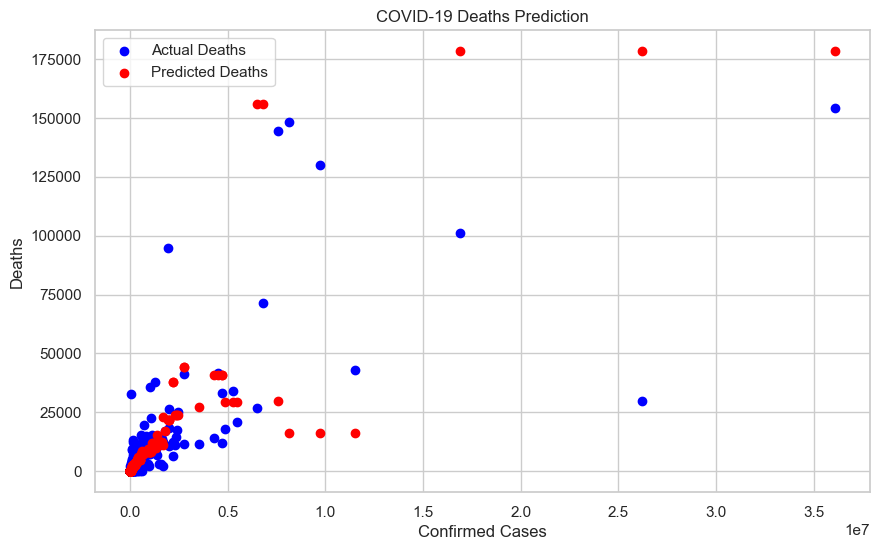 COVID-19 Deaths Prediction
Actual Deaths
Predicted Deaths
175000
150000
125000
100000
75000
50000
25000
0
Deaths
0.0 0.5 1.0 1.5 2.0 2.5 3.0 3.5
1e7
Confirmed Cases